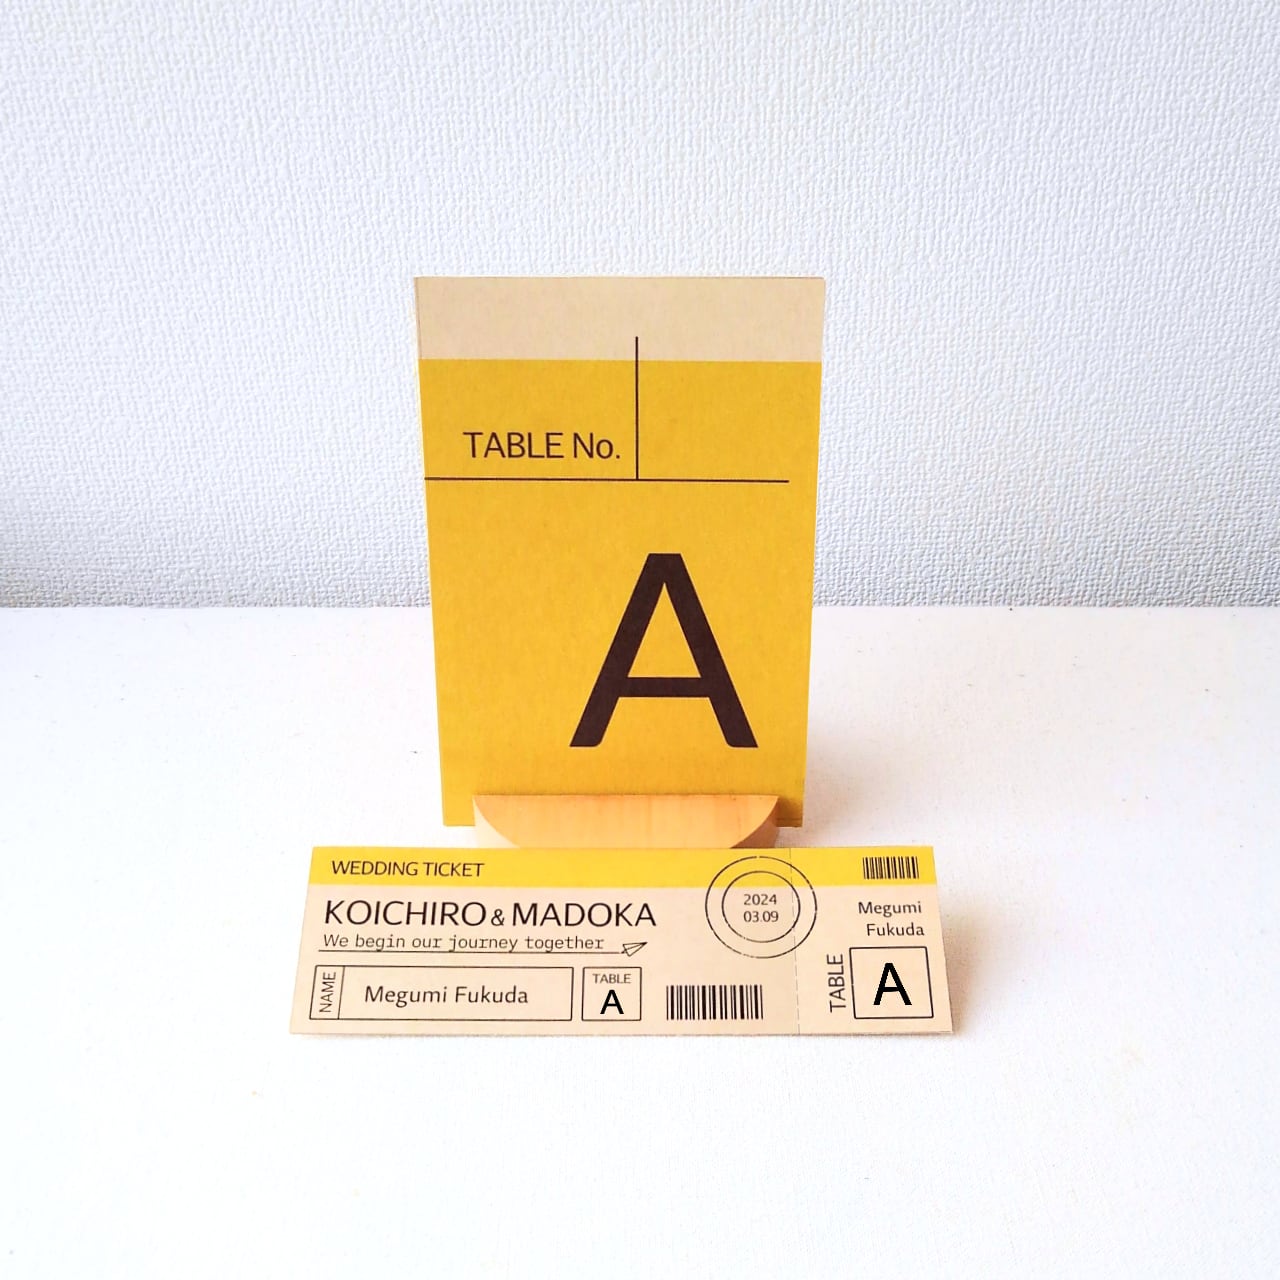 TABLE No.
A
WEDDING TICKET
KOICHIRO & MADOKA
We begin our journey together
NAME
Megumi Fukuda
TABLE
A
2024
03.09
Megumi
Fukuda
TABLE
A